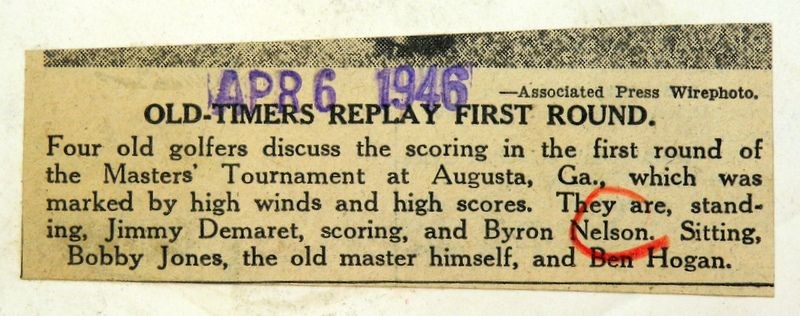 APR 6 1946
—Associated Press Wirephoto.
OLD-TIMERS REPLAY FIRST ROUND.
Four old golfers discuss the scoring in the first round of
the Masters' Tournament at Augusta, Ga., which was
marked by high winds and high scores. They are, stand-
ing, Jimmy Demaret, scoring, and Byron Nelson. Sitting,
Bobby Jones, the old master himself, and Ben Hogan.